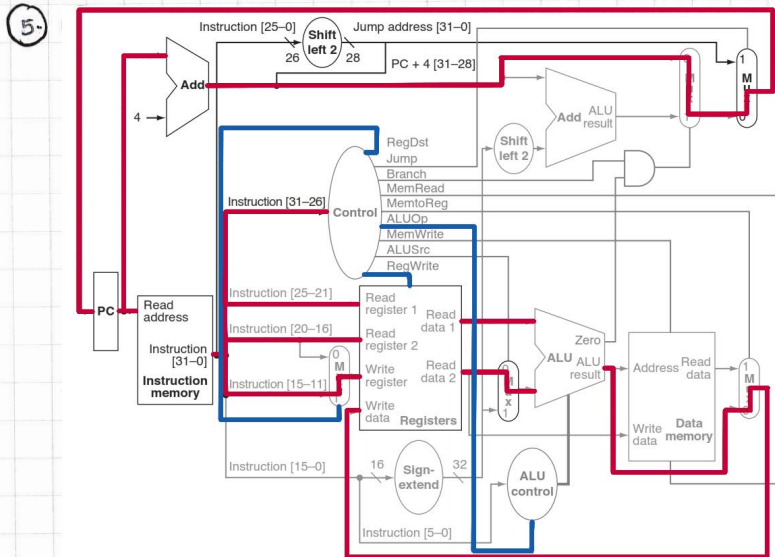 5.
Instruction [25–0]
Jump address [31–0]
Shift
left 2
26
28
PC + 4 [31–28]
Add
4
1
M
u
x
0
0
M
u
x
1
Add
ALU
result
Shift
left 2
RegDst
Jump
Branch
MemRead
MemtoReg
ALUOp
MemWrite
ALUSrc
RegWrite
Control
Instruction [31–26]
PC
Read
address
Instruction
[31–0]
Instruction
memory
Instruction [25–21]
Instruction [20–16]
Instruction [15–11]
0
M
Read
register 1
Read
register 2
Write
register
Write
data
Read
data 1
Read
data 2
Registers
0
M
u
x
1
Zero
ALU
ALU
result
Address
Read
data
Write
data
Data
memory
1
M
u
Instruction [15–0]
16
Sign-
extend
32
ALU
control
Instruction [5–0]